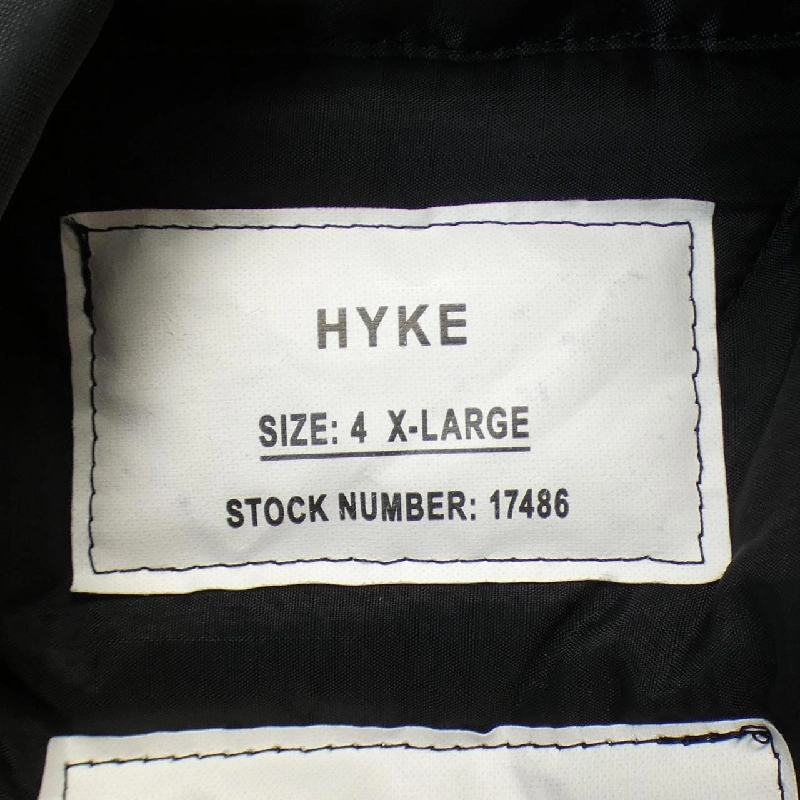 HYKE
SIZE: 4 X-LARGE
STOCK NUMBER: 17486